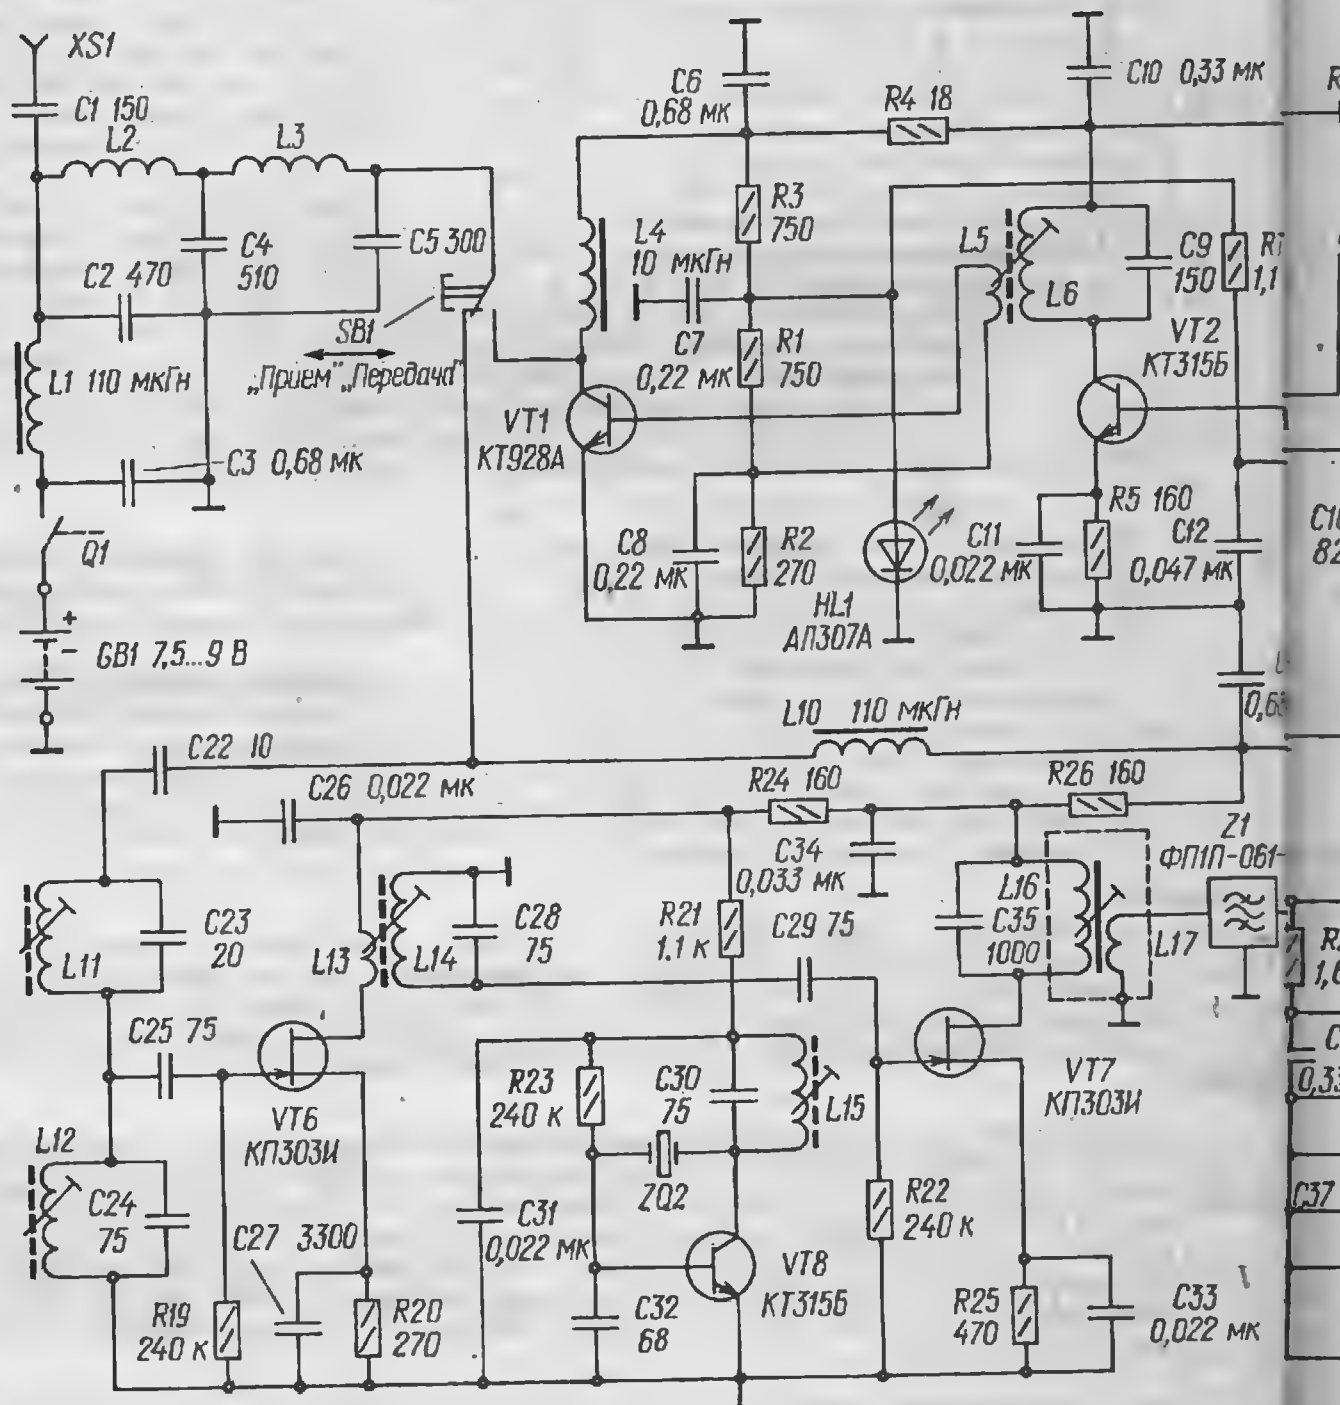 XS1
C1 150
L2
L3
C6
0,68 мк
R4 18
C10 0,33 мк
C2 470
C4
510
C5 300
L4
10 мкГн
R3
750
L5
L6
C9
150
1,1
L1 110 мкГн
SB1
„Прием" „Передача"
C7
0,22 мк
R1
750
VT2
КТ315Б
C3 0,68 мк
VT1
КТ928А
Q1
C8
0,22 мк
R2
270
C11
0,022 мк
R5 160
C12
0,047 мк
HL1
АЛ307А
+
-
GB1 7,5...9 В
L10 110 мкГн
C22 10
C26 0,022 мк
R24 160
R26 160
C34
0,033 мк
Z1
ФП1П-061-
C23
20
L11
L13
L14
C28
75
R21
1.1 к
C29 75
L16
C35
1000
L17
C25 75
VT6
КП303И
R23
240 к
C30
75
L15
VT7
КП303И
0,33
L12
C24
75
C27 3300
ZQ2
C31
0,022 мк
R22
240 к
C37
R19
240 к
R20
270
C32
68
VT8
КТ315Б
R25
470
C33
0,022 мк